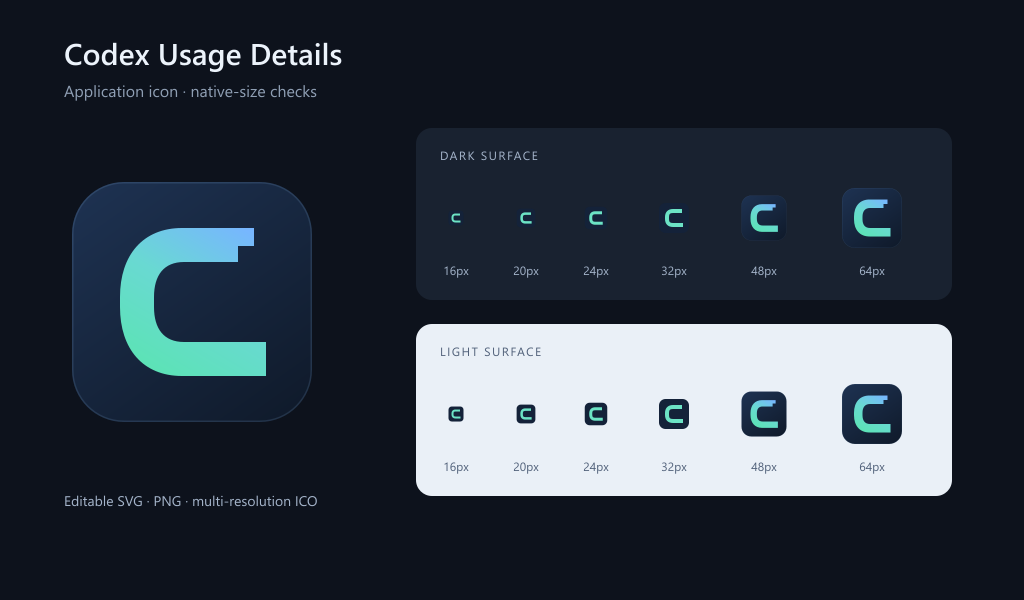 Codex Usage Details
Application icon · native-size checks
DARK SURFACE
16px 20px 24px 32px 48px 64px
LIGHT SURFACE
16px 20px 24px 32px 48px 64px
Editable SVG · PNG · multi-resolution ICO